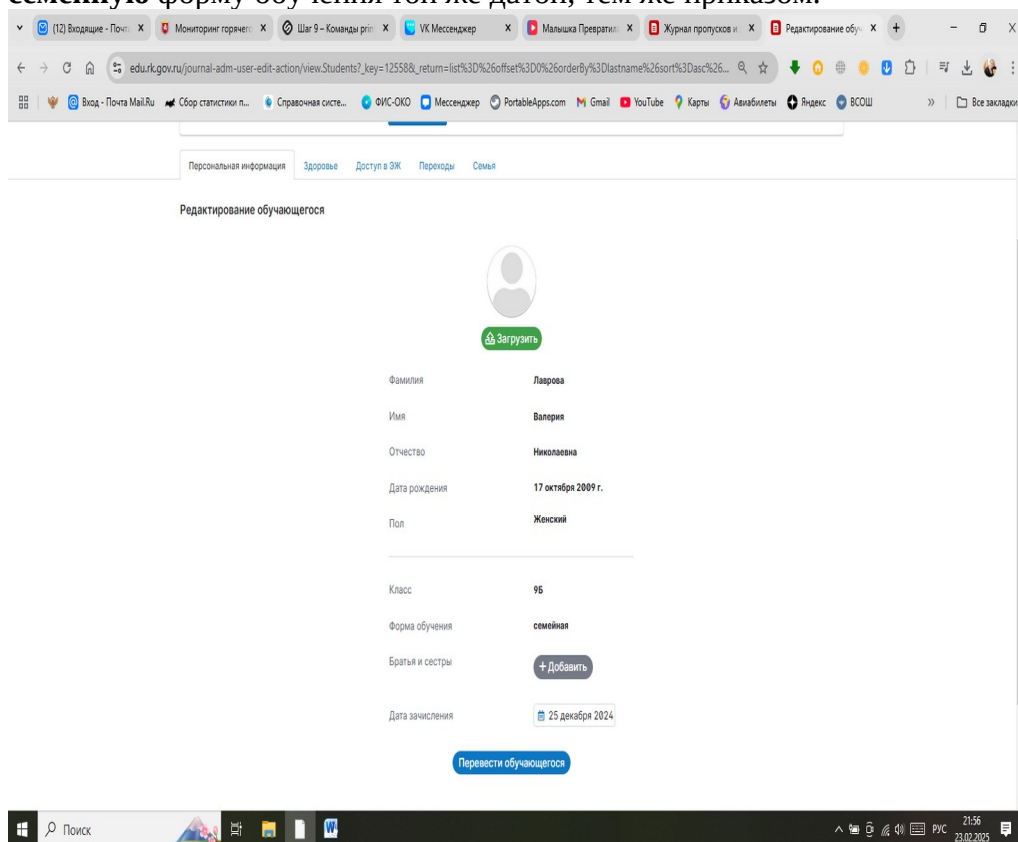 семейную форму обучения той же датой, тем же приказом.
(12) Входящие - Почт
Мониторинг горячего
Шаг 9 – Команды prin
VK Мессенджер
Малышка Превратил
Журнал пропусков и
Редактирование обуч
edu.rk.gov.ru/journal-adm-user-edit-action/view.Students?_key=12558&_return=list%3D%26offset%3D0%26orderBy%3Dlastname%26sort%3Dasc%26...
Вход - Почта Mail.Ru
Сбор статистики п...
Справочная систе...
ФИС-ОКО
Мессенджер
PortableApps.com
Gmail
YouTube
Карты
Авиабилеты
Яндекс
ВСОШ
»
Все закладки
Персональная информация
Здоровье
Доступ в ЭЖ
Переходы
Семья
Редактирование обучающегося
Загрузить
Фамилия Лаврова
Имя Валерия
Отчество Николаевна
Дата рождения 17 октября 2009 г.
Пол Женский
Класс 9Б
Форма обучения семейная
Братья и сестры + Добавить
Дата зачисления 25 декабря 2024
Перевести обучающегося
Поиск
РУС
21:56
23.02.2025